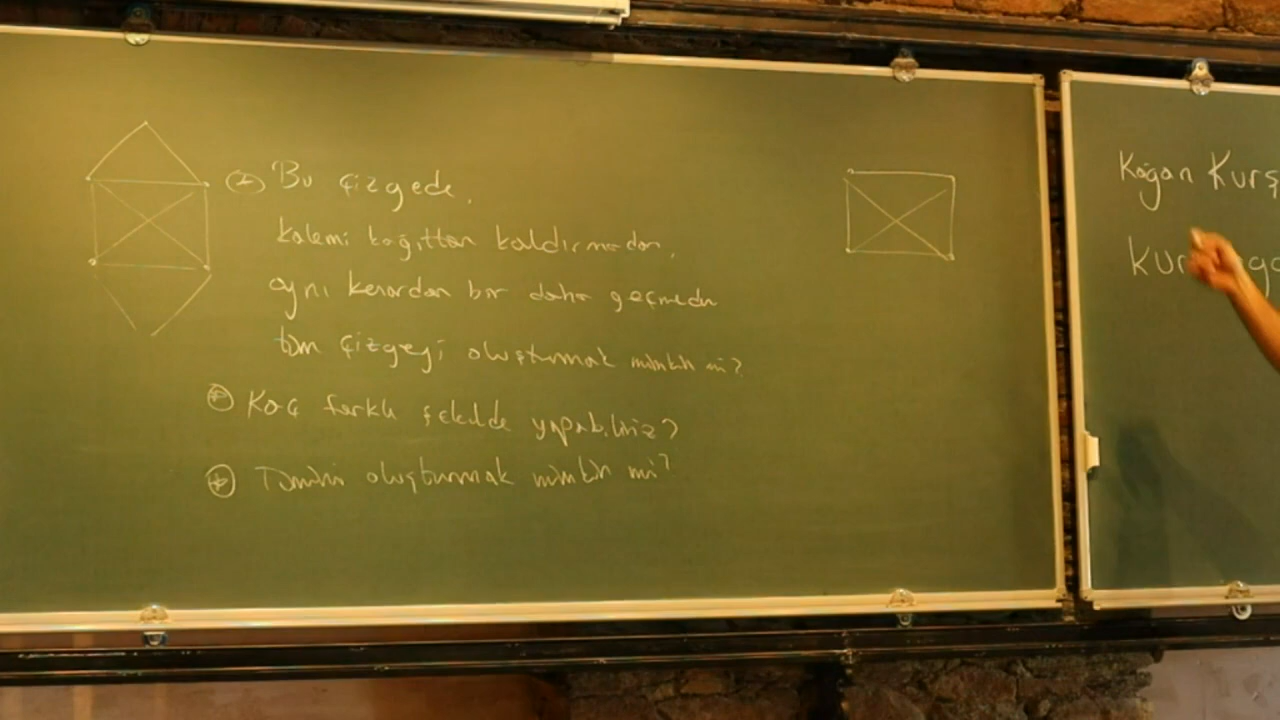 Bu çizgede,
kalemi kağıttan kaldırmadan,
aynı kenardan bir daha geçmeden
tüm çizgeyi oluşturmak mümkün mü?
Kaç farklı şekilde yapabiliriz?
Tümünü oluşturmak mümkün mü?
Kağan Kurş
Kur